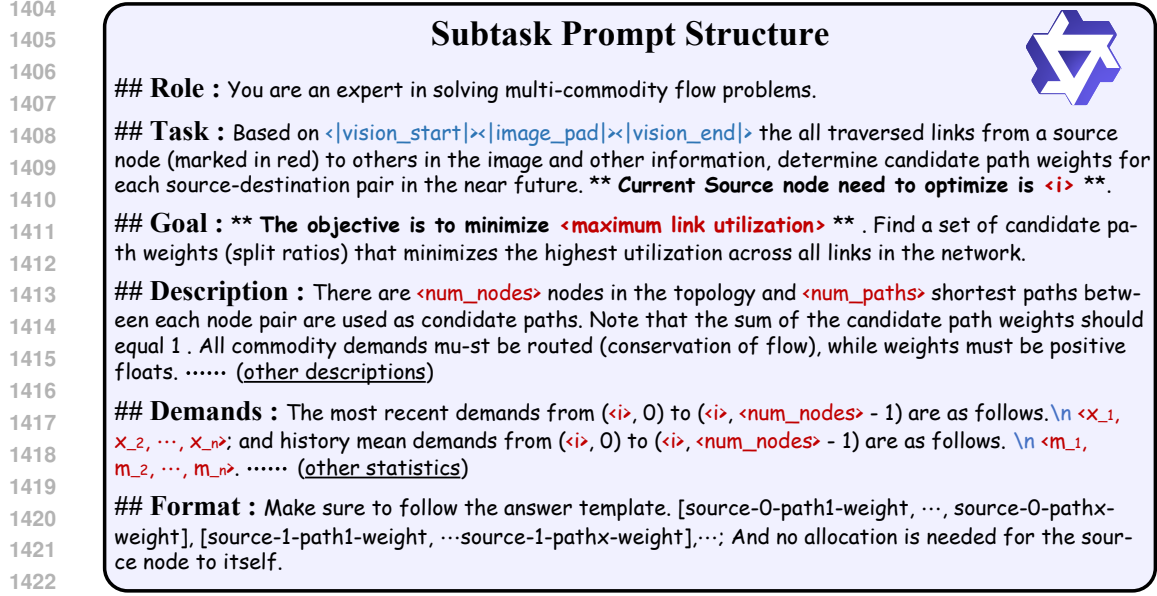 1404
1405
1406
1407
1408
1409
1410
1411
1412
1413
1414
1415
1416
1417
1418
1419
1420
1421
1422
Subtask Prompt Structure
## Role : You are an expert in solving multi-commodity flow problems.
## Task : Based on <|vision_start|><|image_pad|><|vision_end|> the all traversed links from a source
node (marked in red) to others in the image and other information, determine candidate path weights for
each source-destination pair in the near future. ** Current Source node need to optimize is <i> **.
## Goal : ** The objective is to minimize <maximum link utilization> ** . Find a set of candidate pa-
th weights (split ratios) that minimizes the highest utilization across all links in the network.
## Description : There are <num_nodes> nodes in the topology and <num_paths> shortest paths betw-
een each node pair are used as condidate paths. Note that the sum of the candidate path weights should
equal 1 . All commodity demands mu-st be routed (conservation of flow), while weights must be positive
floats. ...... (other descriptions)
## Demands : The most recent demands from (<i>, 0) to (<i>, <num_nodes> - 1) are as follows.\n <x_1,
x_2, ..., x_n>; and history mean demands from (<i>, 0) to (<i>, <num_nodes> - 1) are as follows. \n <m_1,
m_2, ..., m_n>. ...... (other statistics)
## Format : Make sure to follow the answer template. [source-0-path1-weight, ..., source-0-pathx-
weight], [source-1-path1-weight, ...source-1-pathx-weight],...; And no allocation is needed for the sour-
ce node to itself.